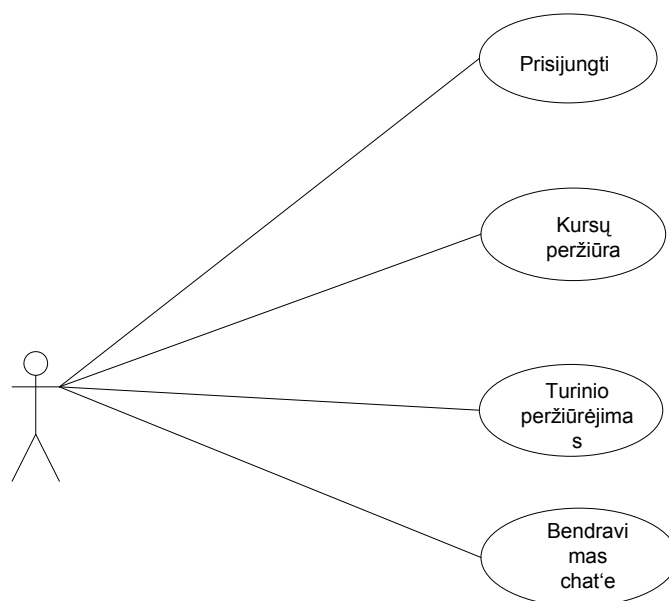 Prisijungti
Kursų
peržiūra
Turinio
peržiūrėjima
s
Bendravi
mas
chat‘e